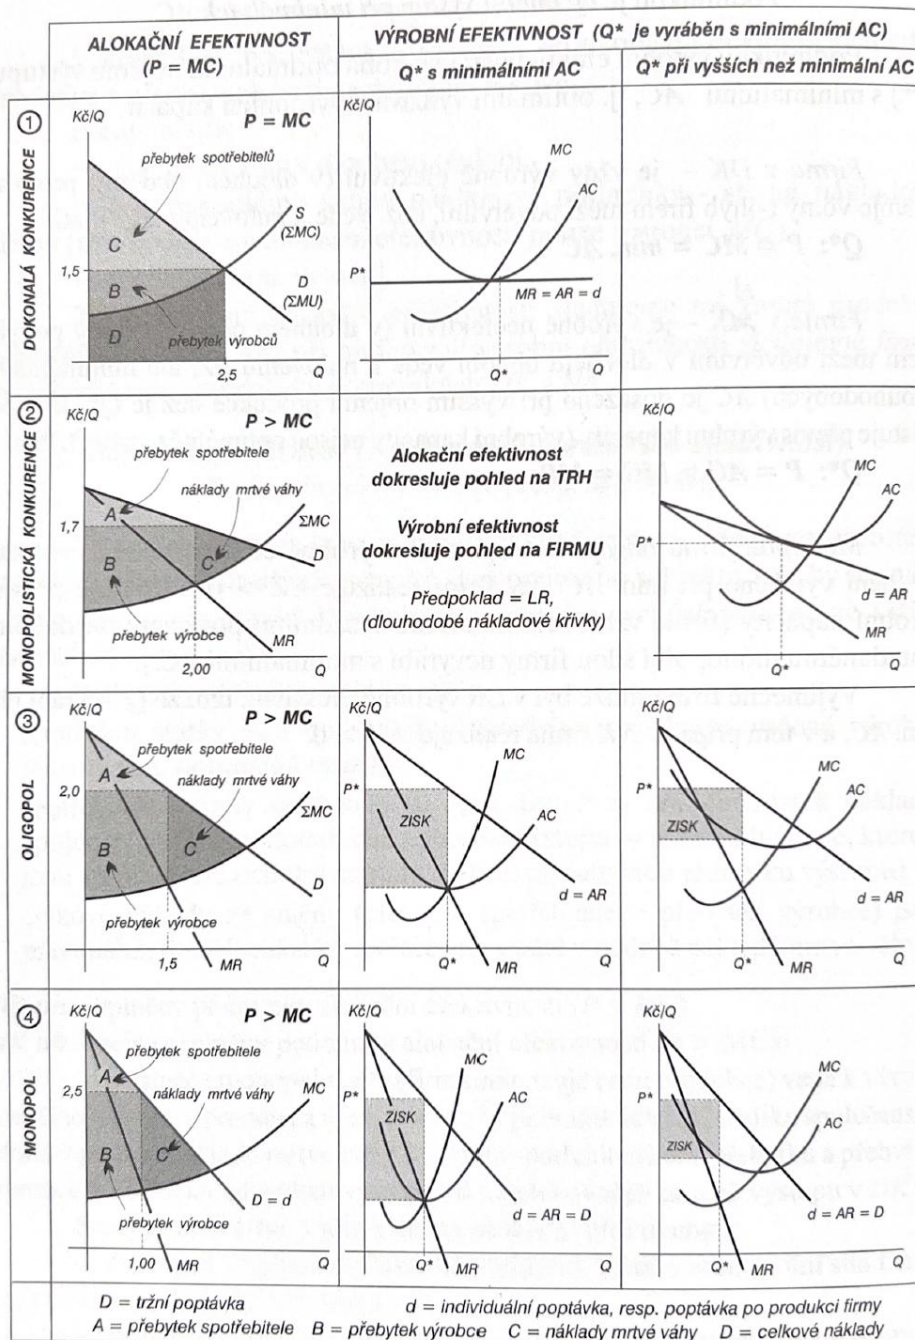 ALOKAČNÍ EFEKTIVNOST
(P = MC)
VÝROBNÍ EFEKTIVNOST (Q* je vyráběn s minimálními AC)
Q* s minimálními AC
Q* při vyšších než minimální AC
1
DOKONALÁ KONKURENCE
Kč/Q
P = MC
přebytek spotřebitelů
C
S
(ΣMC)
1,5
B
D
(ΣMU)
D
přebytek výrobců
2,5
Q
Kč/Q
MC
AC
P*
MR = AR = d
Q*
Q
2
MONOPOLISTICKÁ KONKURENCE
Kč/Q
P > MC
přebytek spotřebitele
náklady mrtvé váhy
A
ΣMC
1,7
B
C
D
přebytek výrobce
MR
2,00
Q
Alokační efektivnost
dokresluje pohled na TRH
Výrobní efektivnost
dokresluje pohled na FIRMU
Předpoklad = LR,
(dlouhodobé nákladové křivky)
Kč/Q
MC
AC
P*
d = AR
MR
Q*
Q
3
OLIGOPOL
Kč/Q
P > MC
přebytek spotřebitele
A
náklady mrtvé váhy
2,0
ΣMC
B
C
D
přebytek výrobce
1,5
MR
Q
Kč/Q
MC
P*
ZISK
AC
d = AR
Q*
MR
Q
Kč/Q
MC
P*
ZISK
AC
d = AR
Q*
MR
Q
4
MONOPOL
Kč/Q
P > MC
přebytek spotřebitele
A
náklady mrtvé váhy
2,5
MC
B
C
D = d
přebytek výrobce
1,00
MR
Q
Kč/Q
MC
P*
ZISK
AC
d = AR = D
Q*
MR
Q
Kč/Q
MC
P*
AC
ZISK
d = AR = D
Q*
MR
Q
D = tržní poptávka
d = individuální poptávka, resp. poptávka po produkci firmy
A = přebytek spotřebitele B = přebytek výrobce C = náklady mrtvé váhy D = celkové náklady